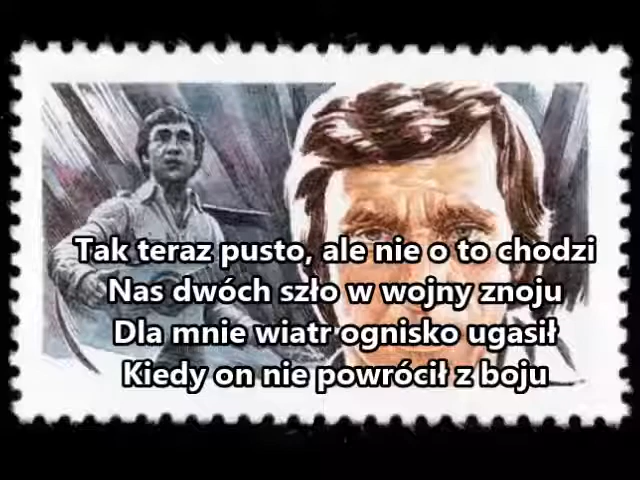 Tak teraz pusto, ale nie o to chodzi
Nas dwóch szło w wojny znoju
Dla mnie wiatr ognisko ugasił
Kiedy on nie powrócił z boju